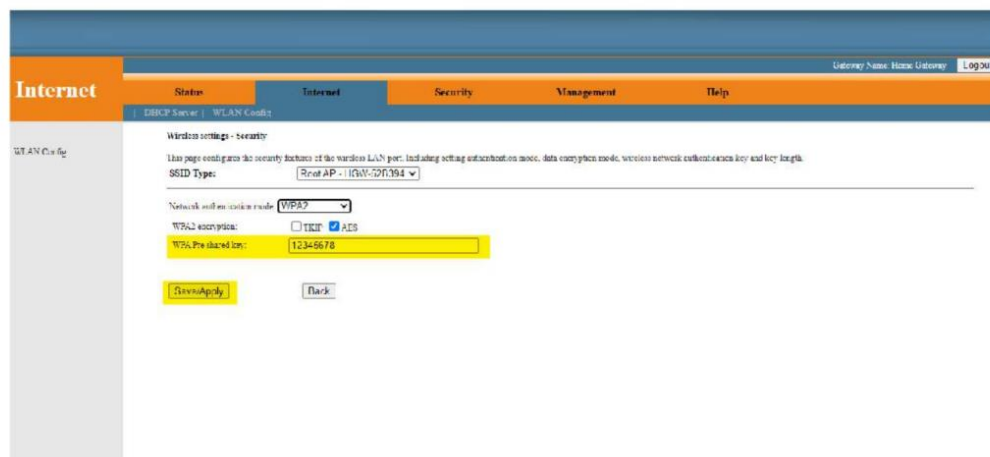 Gateway Name: Home Gateway Logou
Internet
Status Internet Security Management Help
| DHCP Server | WLAN Config
WLAN Config
Wireless settings - Security
This page configures the security features of the wireless LAN port. Including setting authentication mode, data encryption mode, wireless network authentication key and key length.
SSID Type: Root AP -
Network authentication mode WPA2
WPA2 encryption: TKIP AES
WPA Pre shared key: 12345678
Save/Apply Back